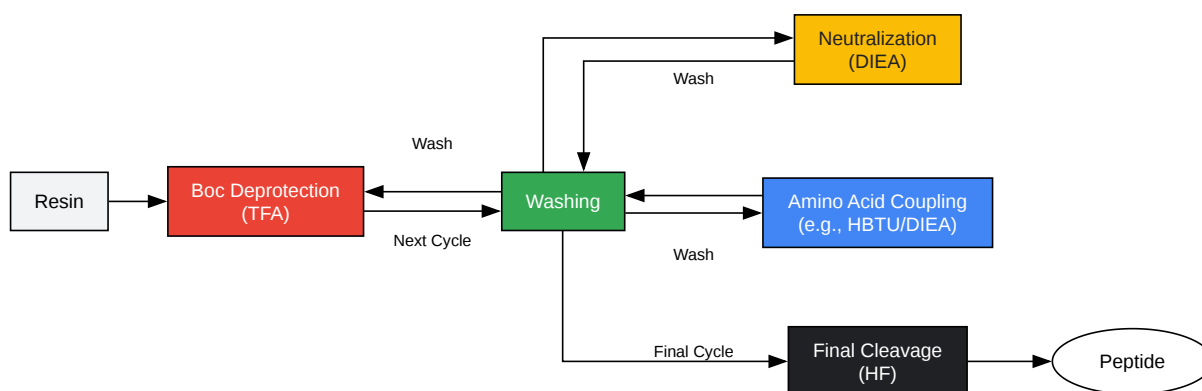 Neutralization
(DIEA)
Wash
Wash
Resin
Boc Deprotection
(TFA)
Washing
Amino Acid Coupling
(e.g., HBTU/DIEA)
Next Cycle
Wash
Final Cycle
Final Cleavage
(HF)
Peptide